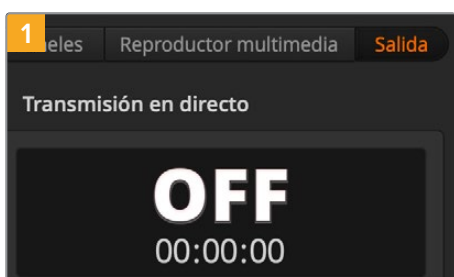 1
eles Reproductor multimedia Salida
Transmisión en directo
OFF
00:00:00